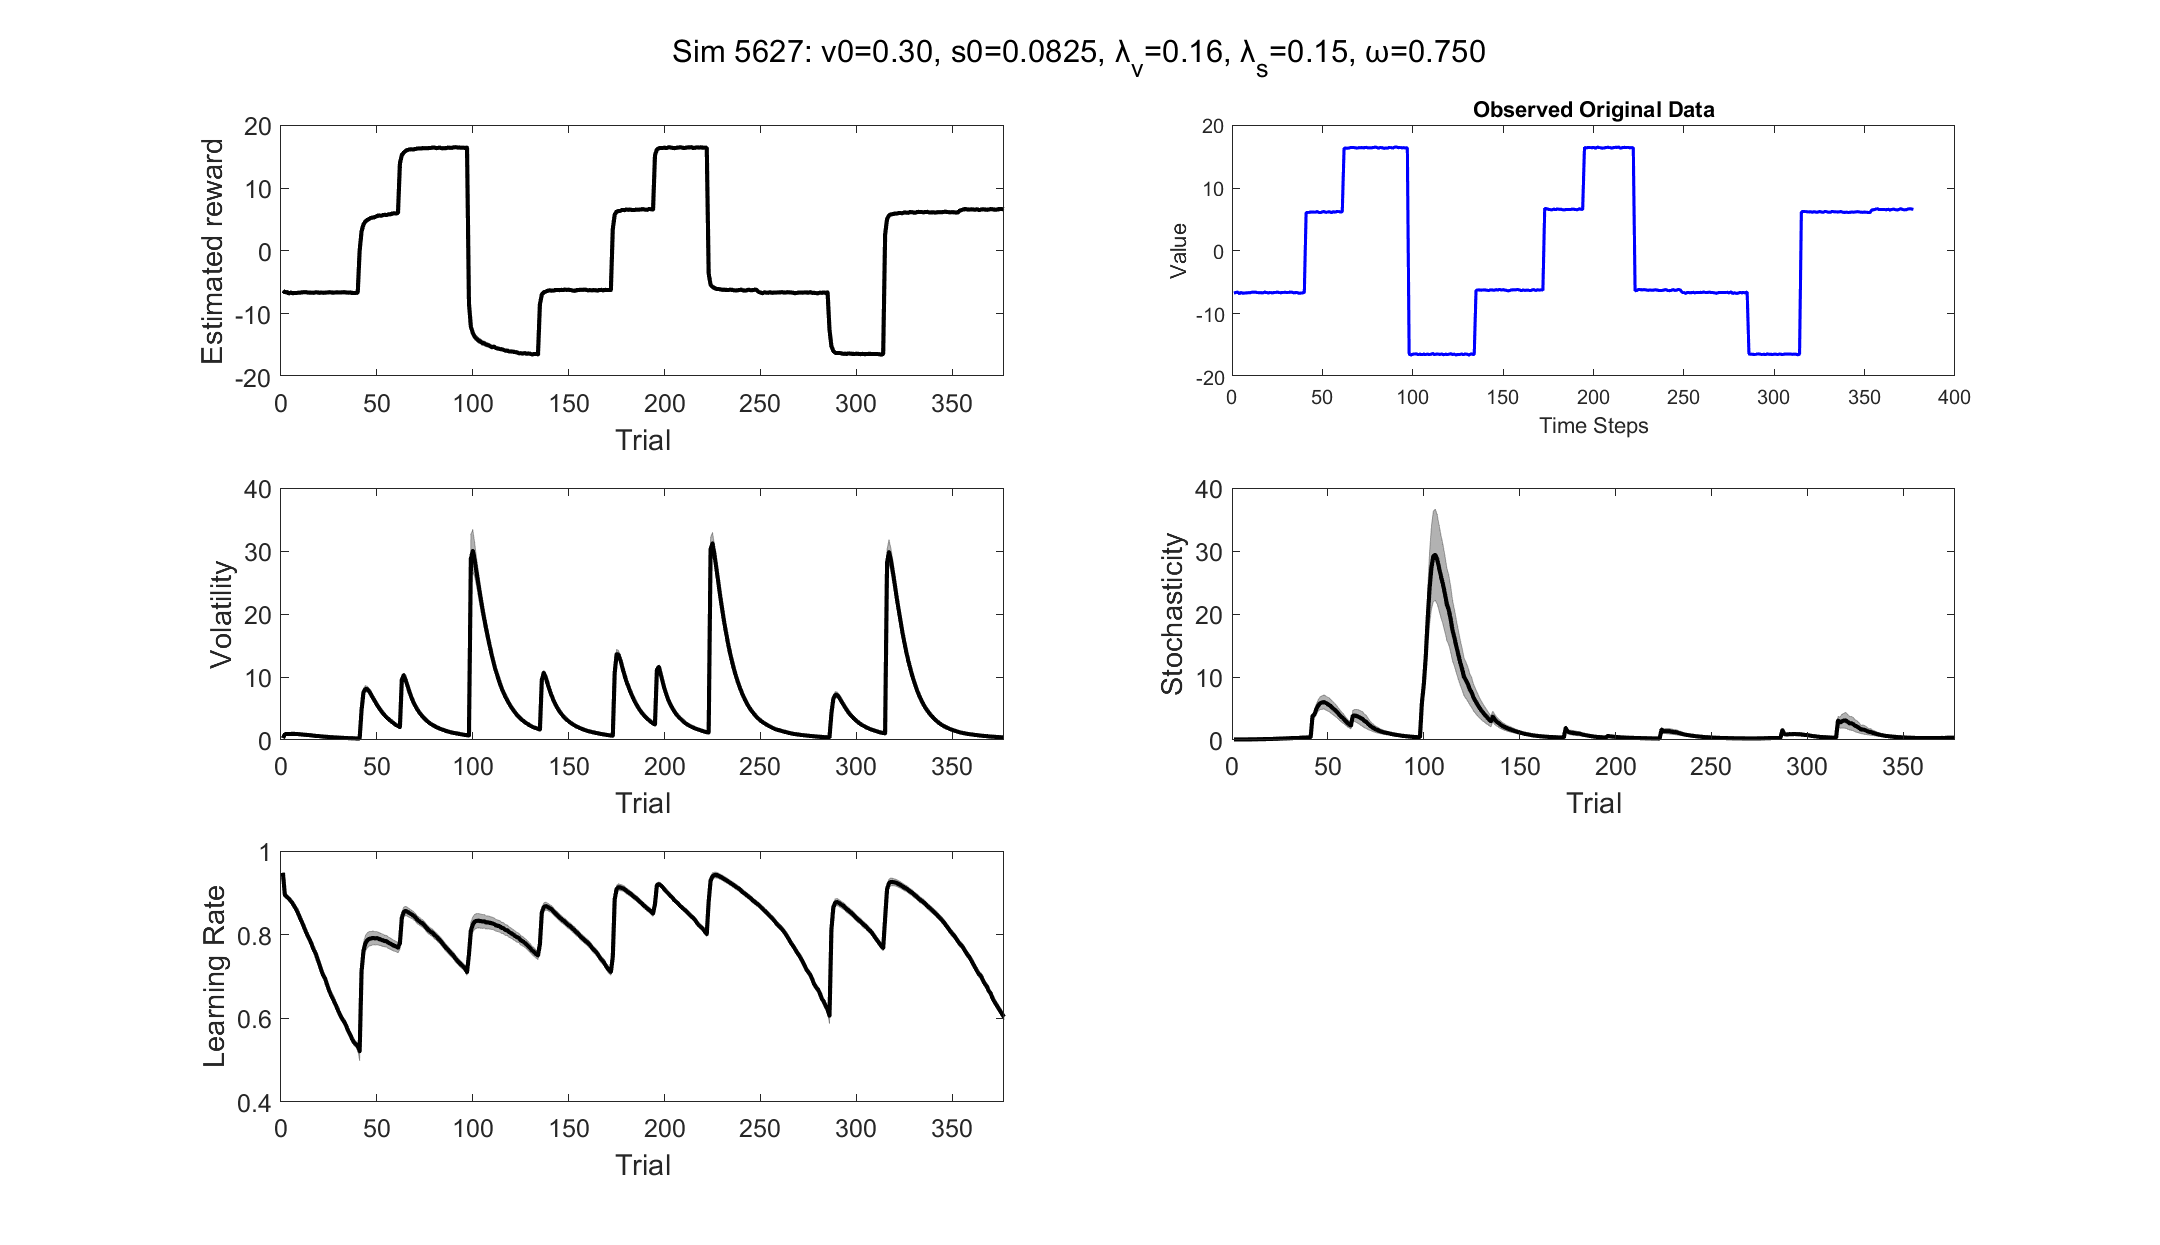 Sim 5627: v0=0.30, s0=0.0825, λ_v=0.16, λ_s=0.15, ω=0.750
20
10
0
-10
-20
Estimated reward
0 50 100 150 200 250 300 350
Trial
Observed Original Data
20
10
0
-10
-20
Value
0 50 100 150 200 250 300 350 400
Time Steps
40
30
20
10
0
Volatility
0 50 100 150 200 250 300 350
Trial
40
30
20
10
0
Stochasticity
0 50 100 150 200 250 300 350
Trial
1
0.8
0.6
0.4
Learning Rate
0 50 100 150 200 250 300 350
Trial